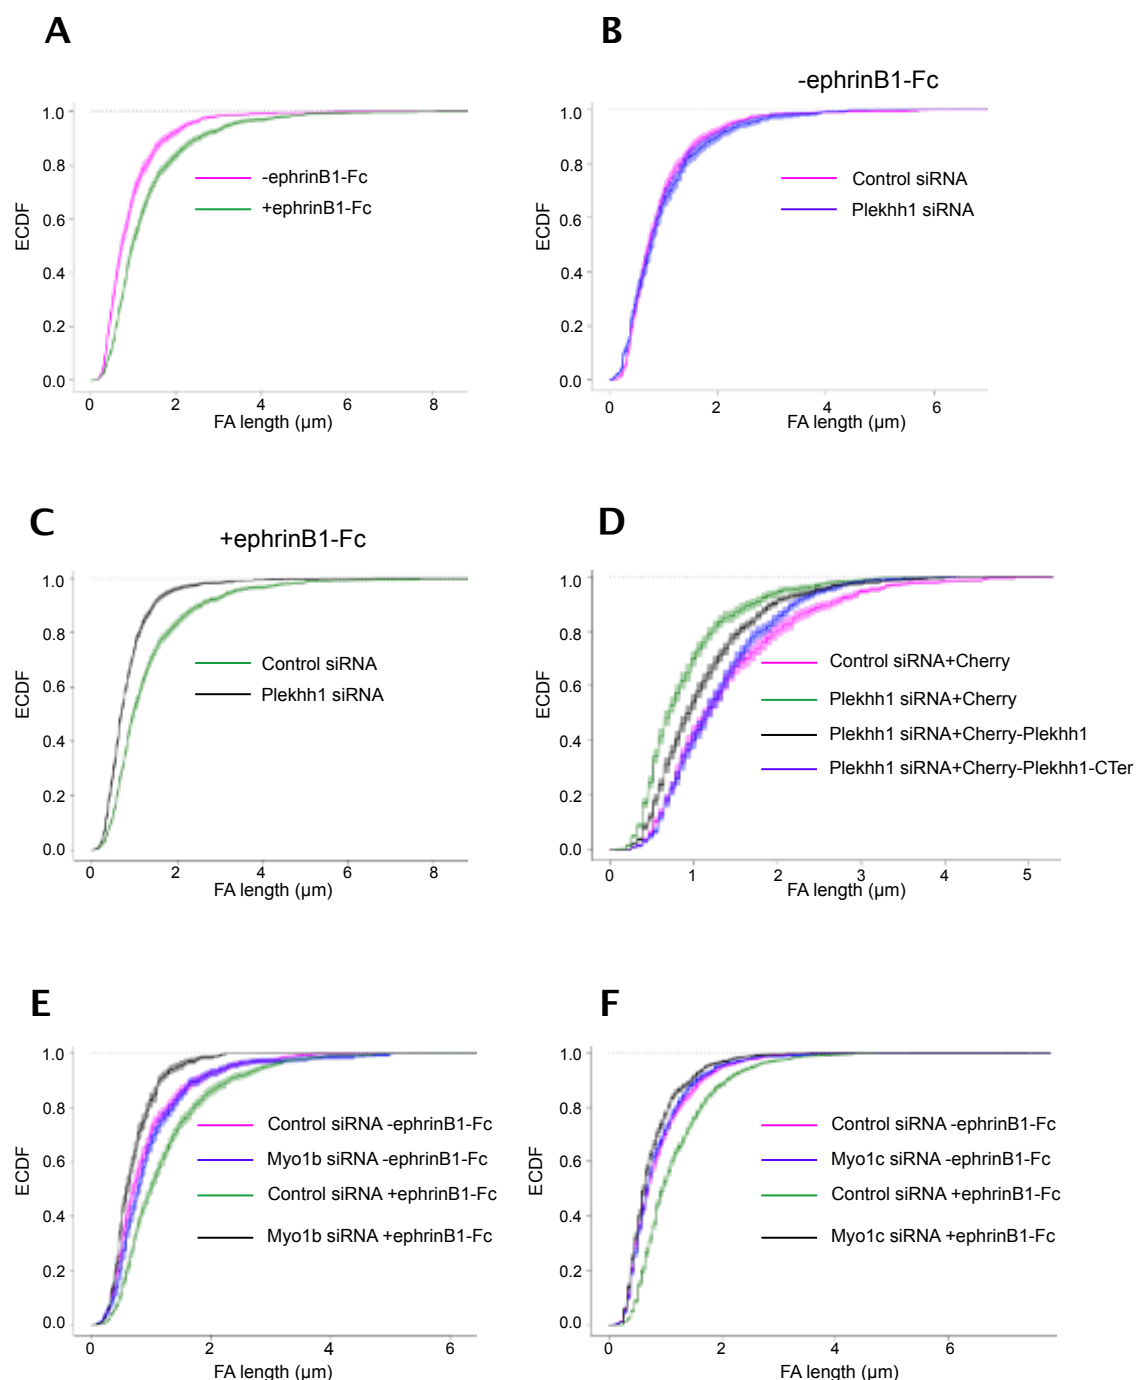 A
1.0
0.8
0.6
0.4
0.2
0.0
ECDF
-ephrinB1-Fc
+ephrinB1-Fc
0 2 4 6 8
FA length (µm)
B
-ephrinB1-Fc
1.0
0.8
0.6
0.4
0.2
0.0
ECDF
Control siRNA
Plekhh1 siRNA
0 2 4 6
FA length (µm)
C
+ephrinB1-Fc
1.0
0.8
0.6
0.4
0.2
0.0
ECDF
Control siRNA
Plekhh1 siRNA
0 2 4 6 8
FA length (µm)
D
1.0
0.8
0.6
0.4
0.2
0.0
ECDF
Control siRNA+Cherry
Plekhh1 siRNA+Cherry
Plekhh1 siRNA+Cherry-Plekhh1
Plekhh1 siRNA+Cherry-Plekhh1-CTer
0 1 2 3 4 5
FA length (µm)
E
1.0
0.8
0.6
0.4
0.2
0.0
ECDF
Control siRNA -ephrinB1-Fc
Myo1b siRNA -ephrinB1-Fc
Control siRNA +ephrinB1-Fc
Myo1b siRNA +ephrinB1-Fc
0 2 4 6
FA length (µm)
F
1.0
0.8
0.6
0.4
0.2
0.0
ECDF
Control siRNA -ephrinB1-Fc
Myo1c siRNA -ephrinB1-Fc
Control siRNA +ephrinB1-Fc
Myo1c siRNA +ephrinB1-Fc
0 2 4 6
FA length (µm)